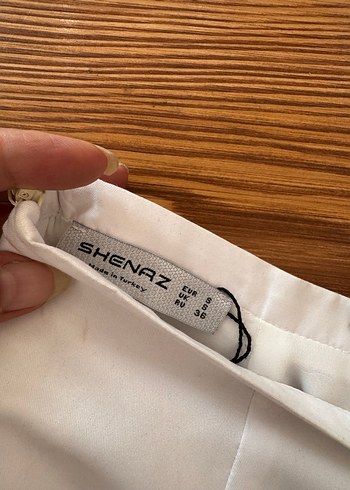 SHENAZ
Made in Turkey
EUR S
UK S
RU 36